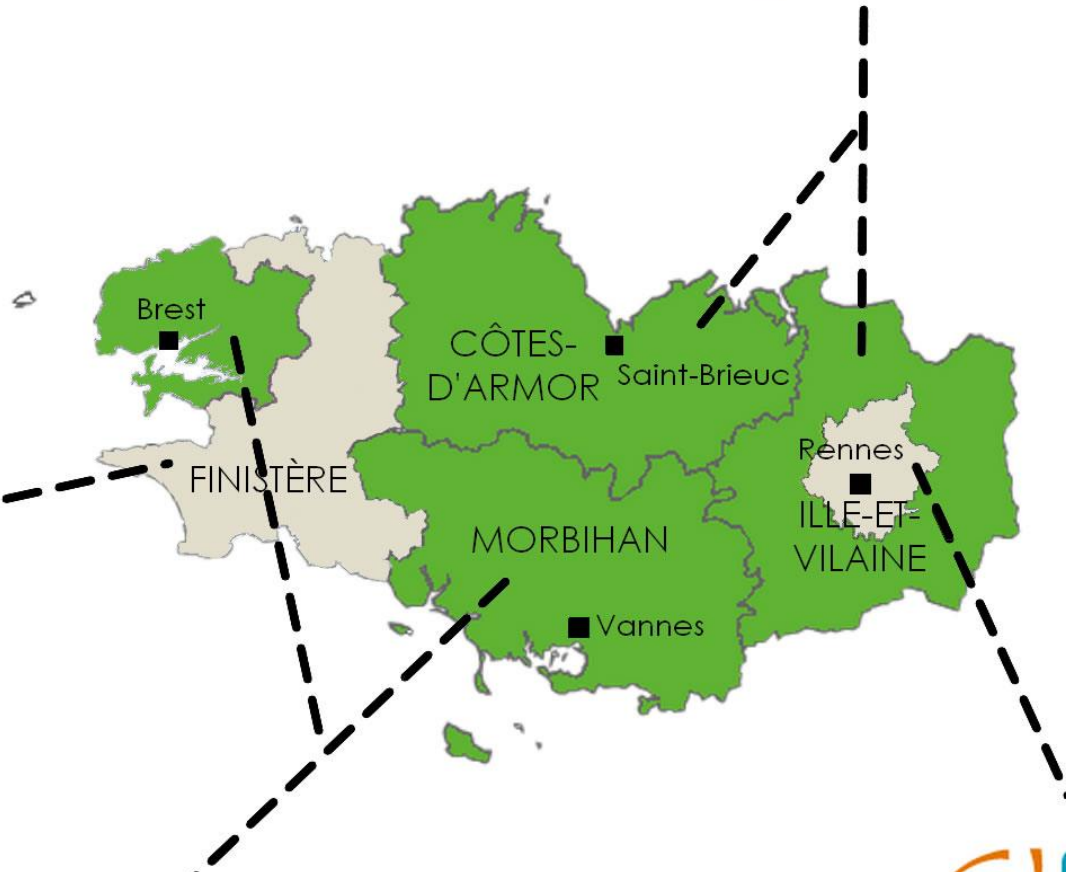 Brest
CÔTES-
D'ARMOR
Saint-Brieuc
Rennes
FINISTÈRE
ILLE-ET-
VILAINE
MORBIHAN
Vannes